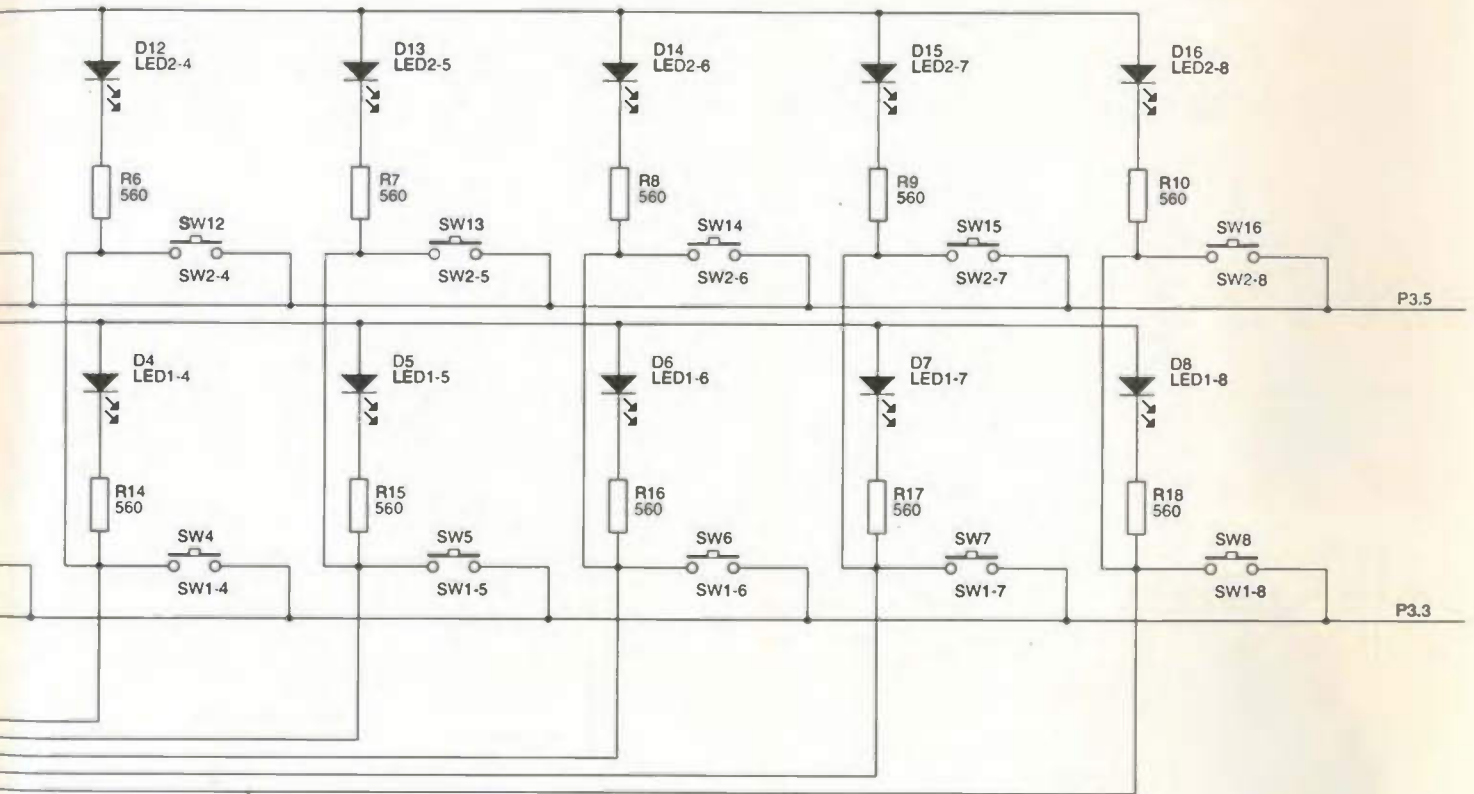 D12
LED2-4
D13
LED2-5
D14
LED2-6
D15
LED2-7
D16
LED2-8
R6
560
R7
560
R8
560
R9
560
R10
560
SW12
SW13
SW14
SW15
SW16
SW2-4
SW2-5
SW2-6
SW2-7
SW2-8
P3.5
D4
LED1-4
D5
LED1-5
D6
LED1-6
D7
LED1-7
D8
LED1-8
R14
560
R15
560
R16
560
R17
560
R18
560
SW4
SW5
SW6
SW7
SW8
SW1-4
SW1-5
SW1-6
SW1-7
SW1-8
P3.3